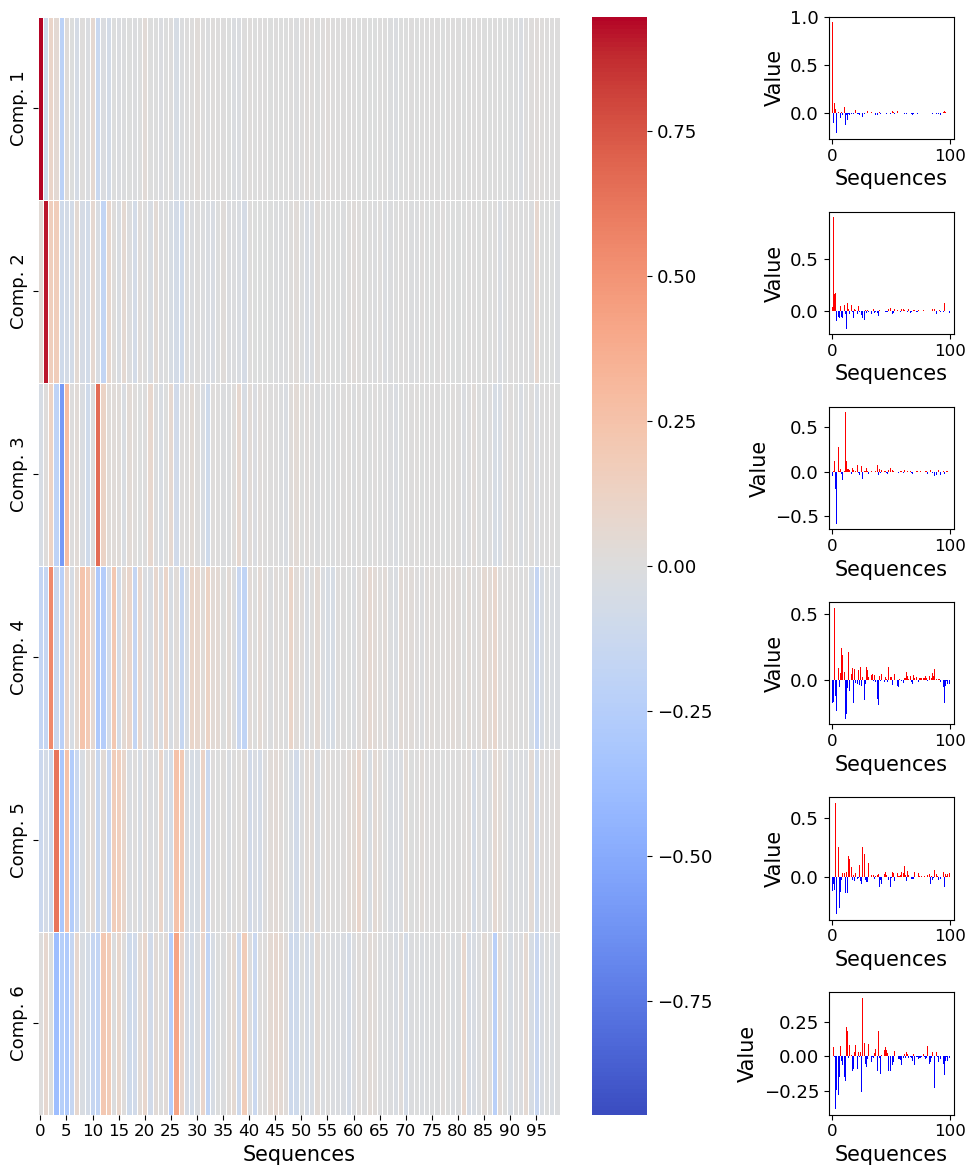 Comp. 1
Comp. 2
Comp. 3
Comp. 4
Comp. 5
Comp. 6
0 5 10 15 20 25 30 35 40 45 50 55 60 65 70 75 80 85 90 95
Sequences
0.75
0.50
0.25
0.00
−0.25
−0.50
−0.75
Value
1.0
0.5
0.0
0 100
Sequences
Value
0.5
0.0
0 100
Sequences
Value
0.5
0.0
−0.5
0 100
Sequences
Value
0.5
0.0
0 100
Sequences
Value
0.5
0.0
0 100
Sequences
Value
0.25
0.00
−0.25
0 100
Sequences